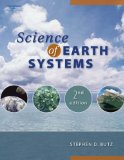 Science
of EARTH
SYSTEMS
2nd
edition
STEPHEN D. BUTZ